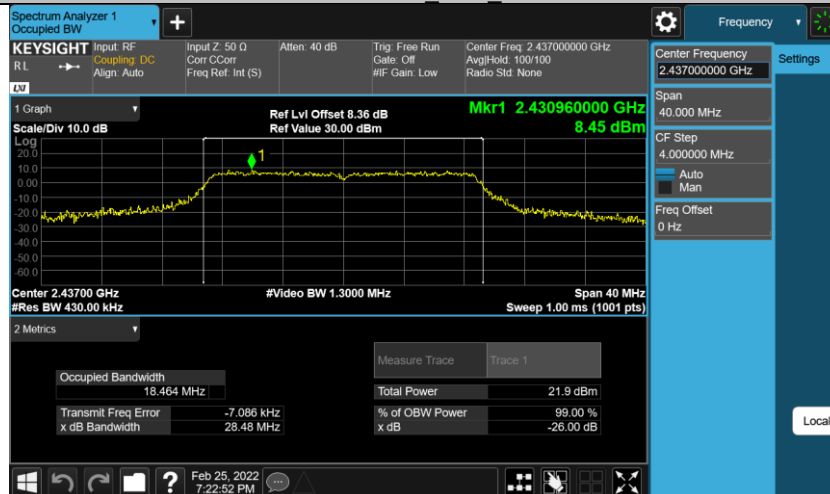 Spectrum Analyzer 1
Occupied BW
+
Frequency
KEYSIGHT
R L
LXI
Input: RF
Coupling: DC
Align: Auto
Input Z: 50 Ω
Corr CCorr
Freq Ref: Int (S)
Atten: 40 dB
Trig: Free Run
Gate: Off
#IF Gain: Low
Center Freq: 2.437000000 GHz
Avg|Hold: 100/100
Radio Std: None
Center Frequency
2.437000000 GHz
Settings
Span
40.000 MHz
CF Step
4.000000 MHz
Auto
Man
Freq Offset
0 Hz
Local
1 Graph
Scale/Div 10.0 dB
Ref Lvl Offset 8.36 dB
Ref Value 30.00 dBm
Mkr1 2.430960000 GHz
8.45 dBm
Log
20.0
10.0
0.00
-10.0
-20.0
-30.0
-40.0
-50.0
-60.0
1
Center 2.43700 GHz
#Res BW 430.00 kHz
#Video BW 1.3000 MHz
Span 40 MHz
Sweep 1.00 ms (1001 pts)
2 Metrics
Measure Trace Trace 1
Occupied Bandwidth
18.464 MHz
Total Power 21.9 dBm
Transmit Freq Error -7.086 kHz
% of OBW Power 99.00 %
x dB Bandwidth 28.48 MHz
x dB -26.00 dB
?
Feb 25, 2022
7:22:52 PM